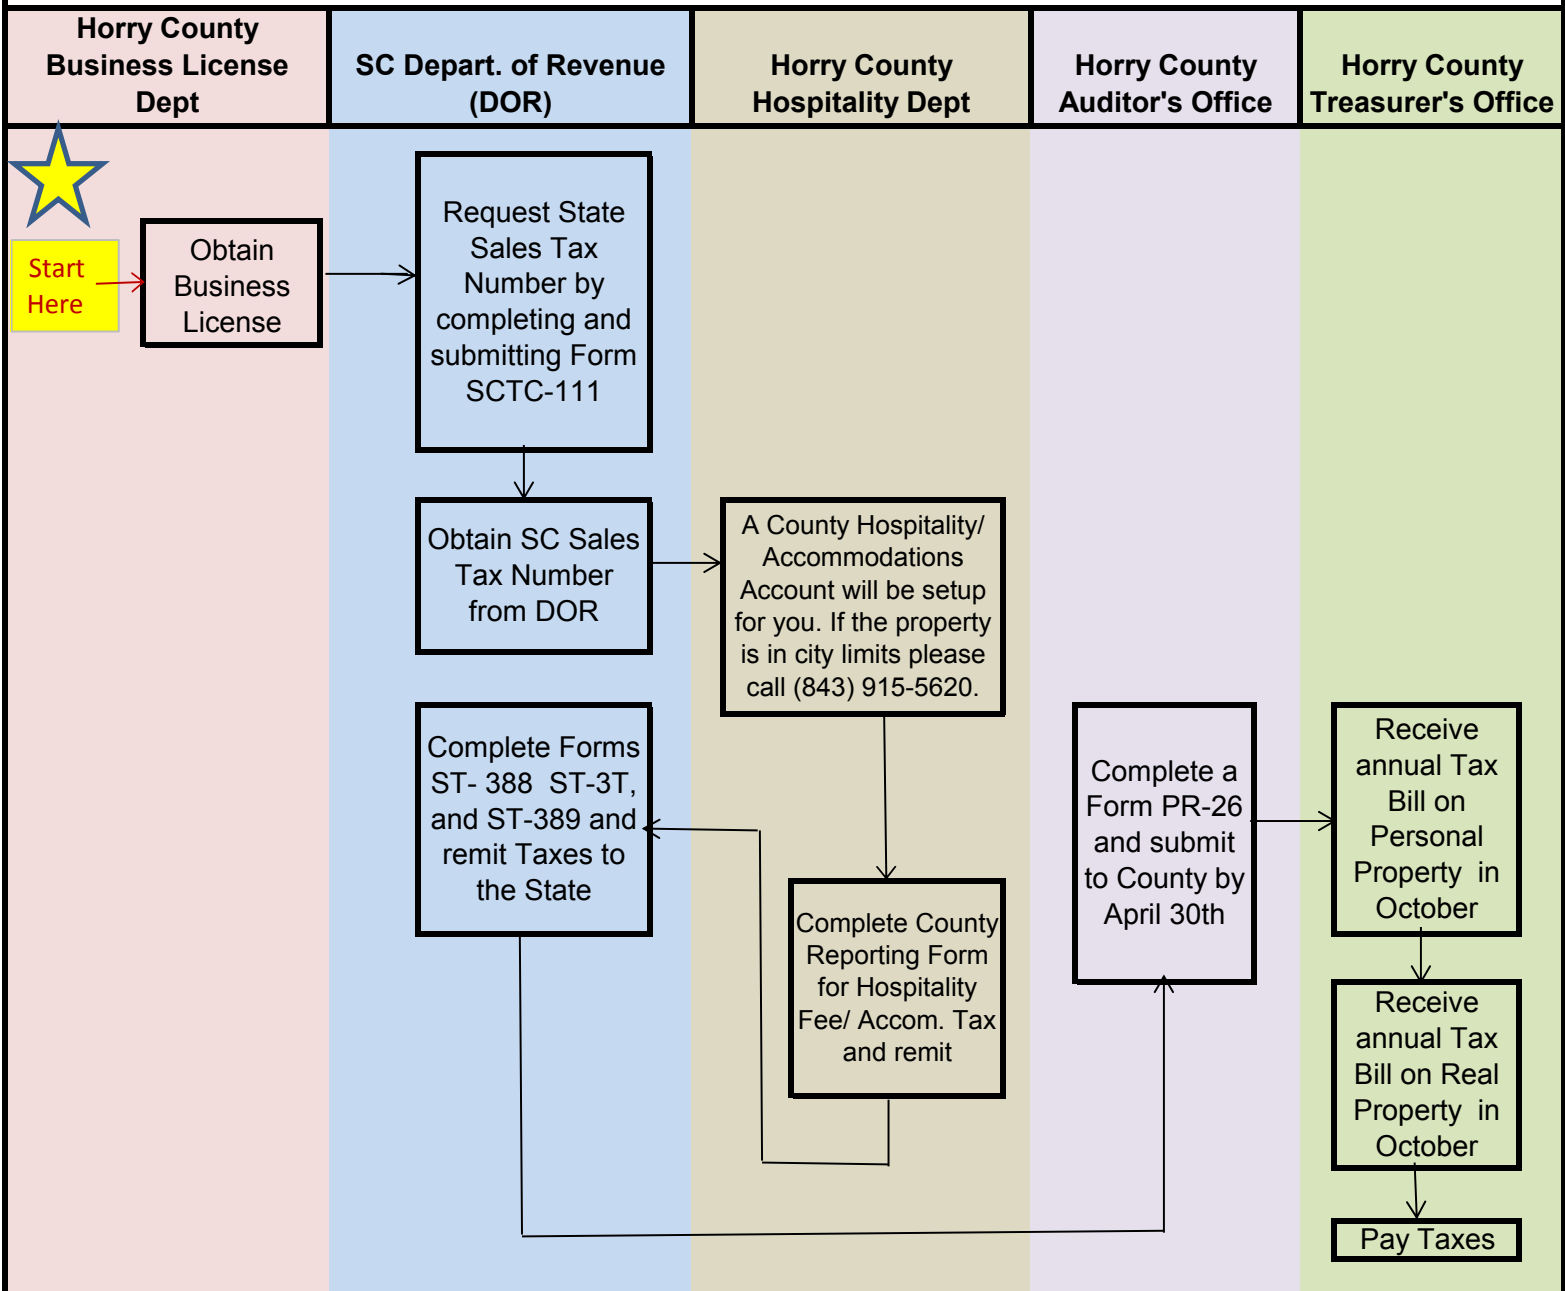 Horry County
Business License
Dept
SC Depart. of Revenue
(DOR)
Horry County
Hospitality Dept
Horry County
Auditor's Office
Horry County
Treasurer's Office
Start
Here
Obtain
Business
License
Request State
Sales Tax
Number by
completing and
submitting Form
SCTC-111
Obtain SC Sales
Tax Number
from DOR
A County Hospitality/
Accommodations
Account will be setup
for you. If the property
is in city limits please
call (843) 915-5620.
Complete County
Reporting Form
for Hospitality
Fee/ Accom. Tax
and remit
Complete Forms
ST- 388  ST-3T,
and ST-389 and
remit Taxes to
the State
Complete a
Form PR-26
and submit
to County by
April 30th
Receive
annual Tax
Bill on
Personal
Property  in
October
Receive
annual Tax
Bill on Real
Property  in
October
Pay Taxes